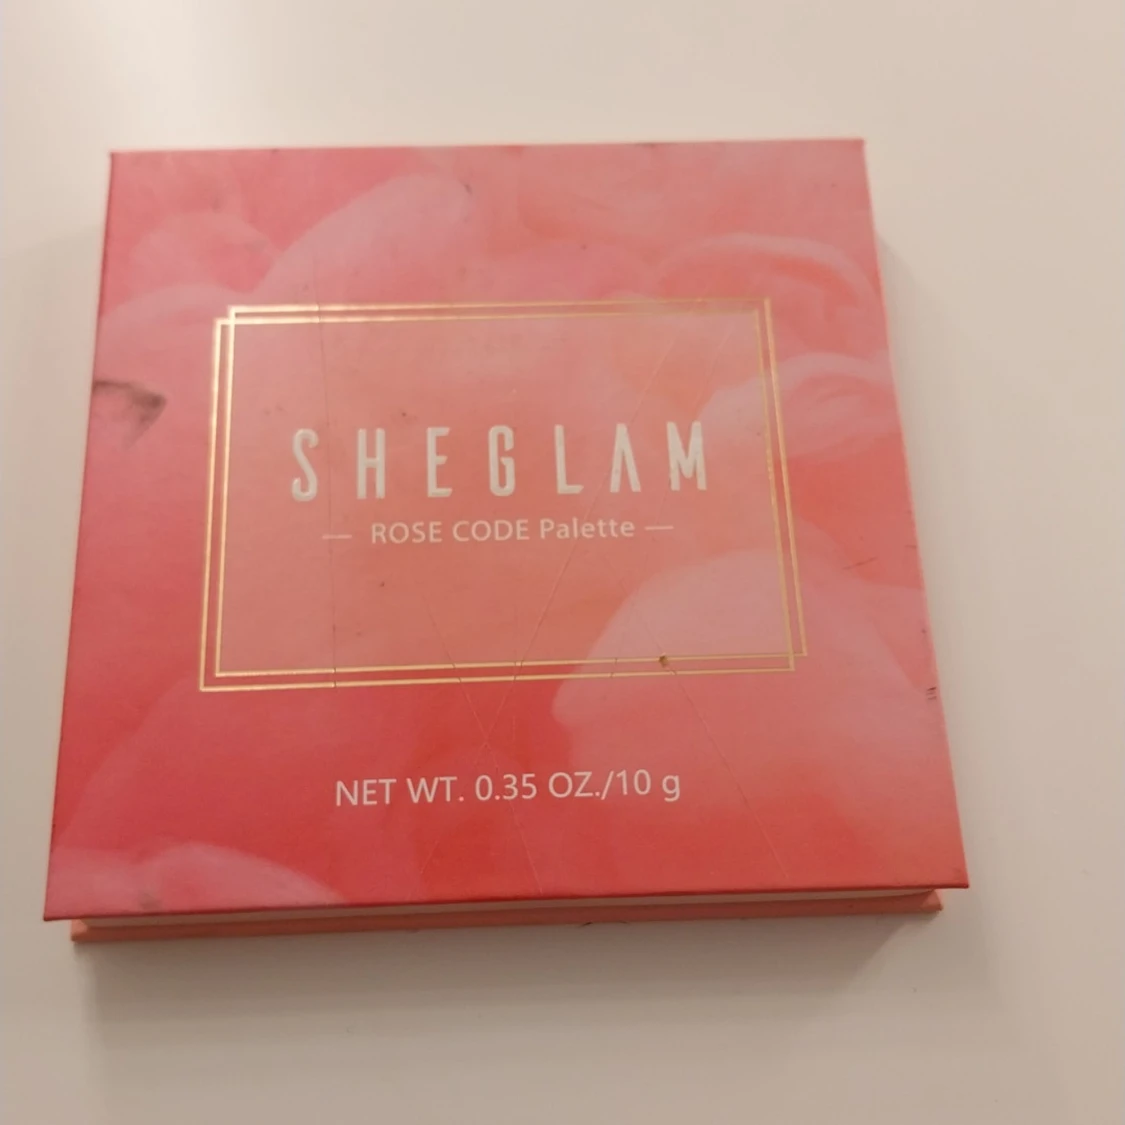 SHEGLAM
— ROSE CODE Palette —
NET WT. 0.35 OZ./10 g